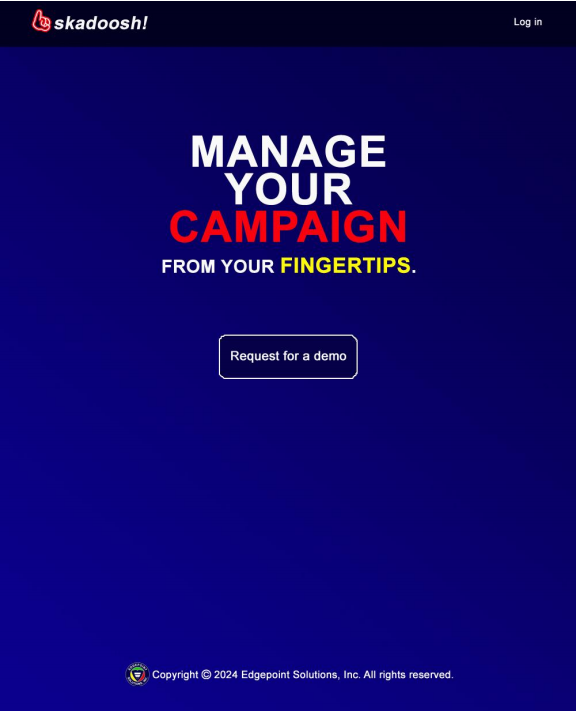 skadoosh!
Log in
MANAGE
YOUR
CAMPAIGN
FROM YOUR FINGERTIPS.
Request for a demo
Copyright © 2024 Edgepoint Solutions, Inc. All rights reserved.